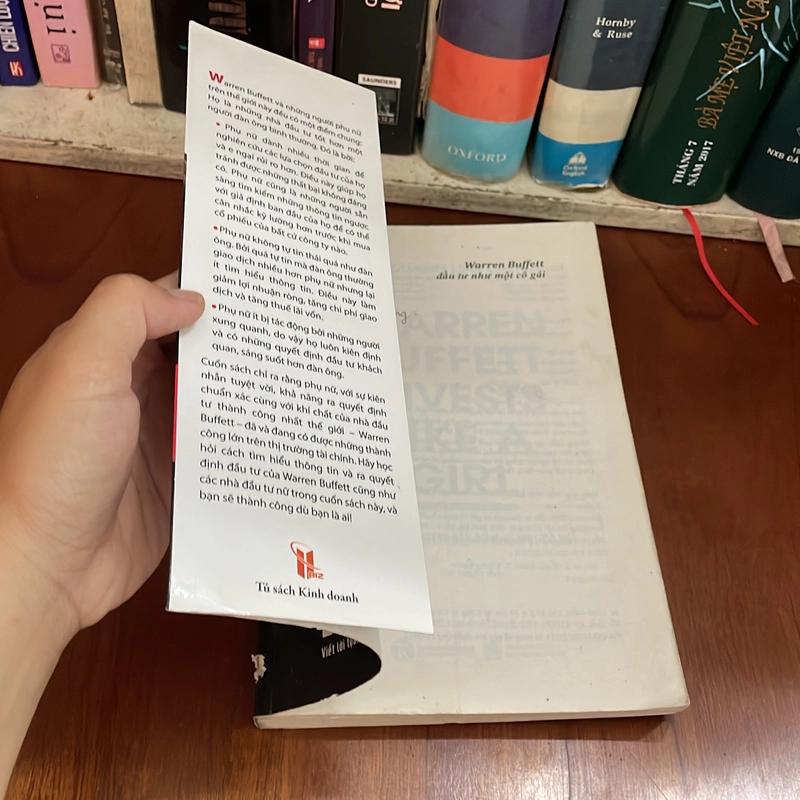 CHIẾN LƯỢC
SAUNDERS
OXFORD
Hornby
& Ruse
Oxford
English
BÀ MẸ VIỆT NA
THÁNG 7
NĂM 2017
NXB
Warren Buffett và những người phụ nữ
trên thế giới này đều có một điểm chung:
Họ là những nhà đầu tư tốt hơn một
người đàn ông bình thường. Đó là bởi:
• Phụ nữ dành nhiều thời gian để
nghiên cứu các lựa chọn đầu tư của họ
và e ngại rủi ro hơn. Điều này giúp họ
tránh được những thất bại không đáng
có. Phụ nữ cũng là những người sẵn
sàng tìm kiếm những thông tin ngược
với giả định ban đầu của họ để có thể
cân nhắc kỹ lưỡng hơn trước khi mua
cổ phiếu của bất cứ công ty nào.
• Phụ nữ không tự tin thái quá như đàn
ông. Bởi quá tự tin mà đàn ông thường
giao dịch nhiều hơn phụ nữ nhưng lại
ít tìm hiểu thông tin. Điều này làm
giảm lợi nhuận ròng, tăng chi phí giao
dịch và tăng thuế lãi vốn.
• Phụ nữ ít bị tác động bởi những người
xung quanh, do vậy họ luôn kiên định
và có những quyết định đầu tư khách
quan, sáng suốt hơn đàn ông.
Cuốn sách chỉ ra rằng phụ nữ, với sự kiên
nhẫn tuyệt vời, khả năng ra quyết định
chuẩn xác cùng với khí chất của nhà đầu
tư thành công nhất thế giới – Warren
Buffett – đã và đang có được những thành
công lớn trên thị trường tài chính. Hãy học
hỏi cách tìm hiểu thông tin và ra quyết
định đầu tư của Warren Buffett cũng như
các nhà đầu tư nữ trong cuốn sách này, và
bạn sẽ thành công dù bạn là ai!
BIZ
Tủ sách Kinh doanh
Warren Buffett
đầu tư như một cô gái
ng
WARREN
BUFFETT
INVESTS
LIKE A
GIRL
Viết lời tựa